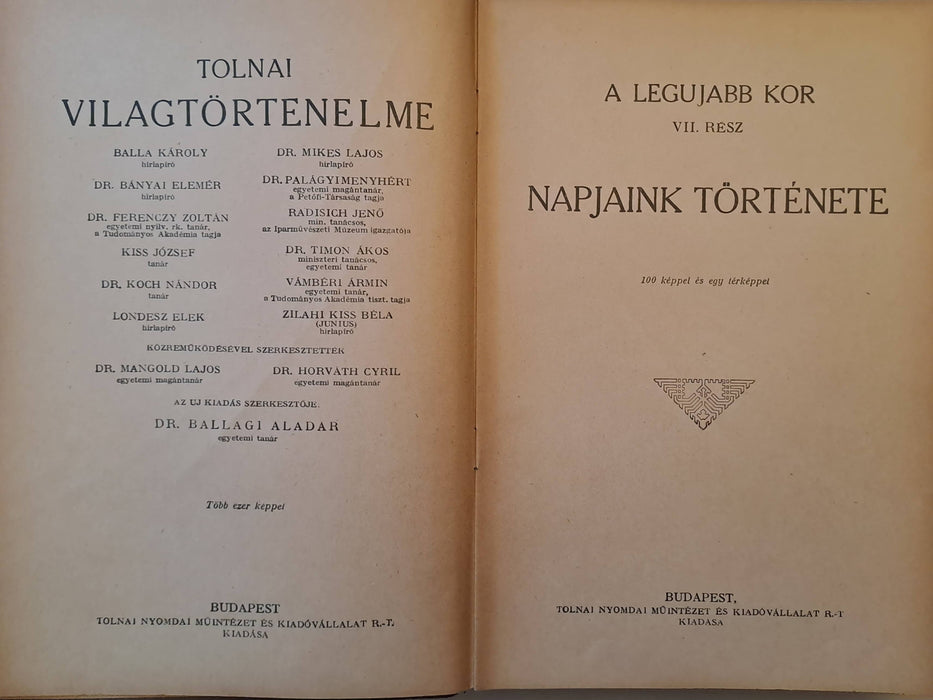 TOLNAI
VILAGTÖRTENELME
BALLA KÁROLY
hirlapiró
DR. BÁNYAI ELEMÉR
hirlapiró
DR. FERENCZY ZOLTÁN
egyetemi nyilv. rk. tanár,
a Tudományos Akadémia tagja
KISS JÓZSEF
tanár
DR. KOCH NÁNDOR
tanár
LONDESZ ELEK
hirlapiró
DR. MIKES LAJOS
hirlapiró
DR. PALÁGYI MENYHÉRT
egyetemi magántanár,
a Petőfi-Társaság tagja
RADISICH JENŐ
min. tanácsos,
az Iparművészeti Múzeum igazgatója
DR. TIMON ÁKOS
miniszteri tanácsos,
egyetemi tanár
VÁMBÉRI ÁRMIN
egyetemi tanár,
a Tudományos Akadémia tiszt. tagja
ZILAHI KISS BÉLA
(JUNIUS)
hirlapiró
KÖZREMŰKÖDÉSÉVEL SZERKESZTETTÉK
DR. MANGOLD LAJOS
egyetemi magántanár
DR. HORVÁTH CYRIL
egyetemi magántanár
AZ UJ KIADÁS SZERKESZTŐJE.
DR. BALLAGI ALADAR
egyetemi tanár
Több ezer keppel
BUDAPEST
TOLNAI NYOMDAI MŰINTÉZET ÉS KIADÓVÁLLALAT R.-T.
KIADÁSA
A LEGUJABB KOR
VII. RÉSZ
NAPJAINK TÖRTÉNETE
100 képpel és egy térképpel
BUDAPEST,
TOLNAI NYOMDAI MŰINTÉZET ÉS KIADÓVÁLLALAT R.-T
KIADÁSA